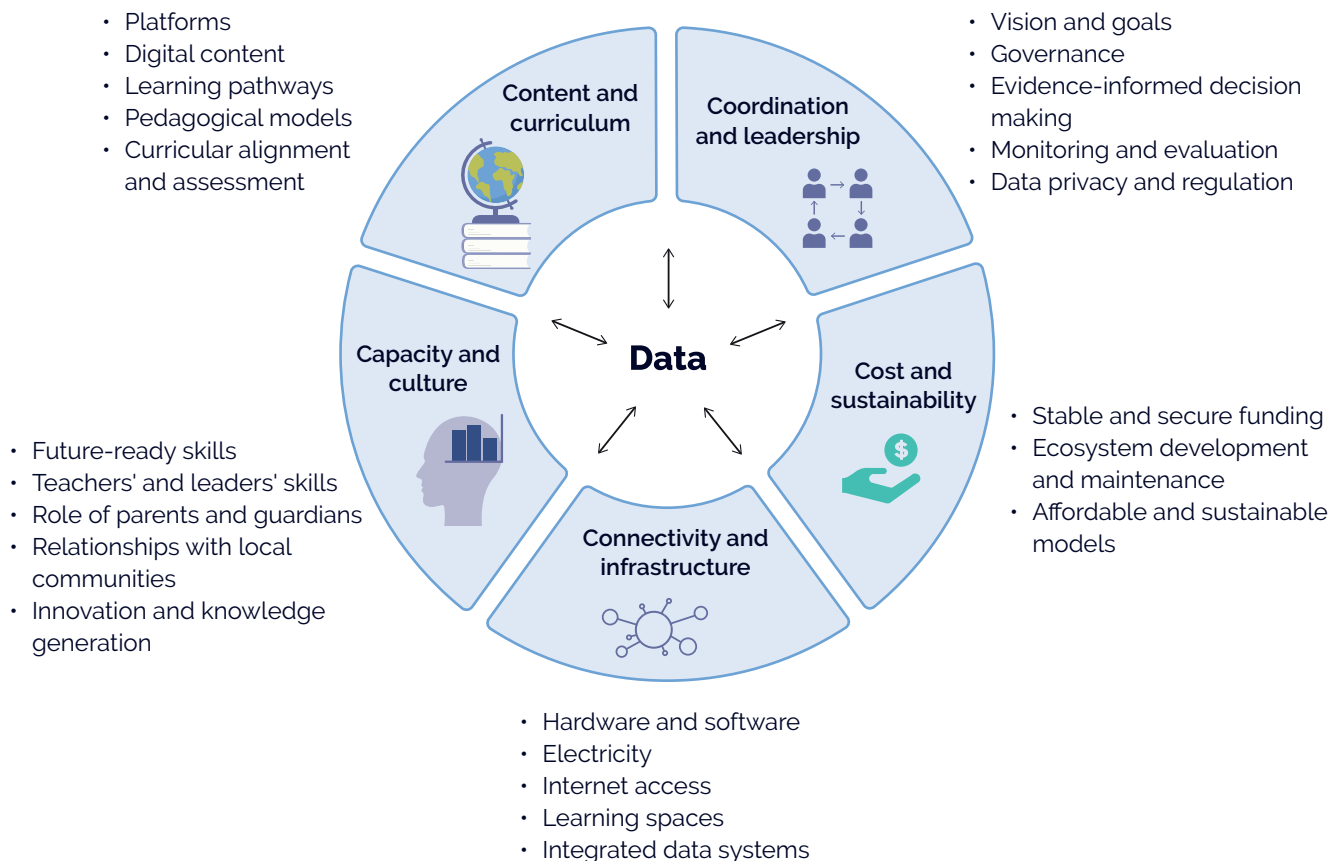 • Platforms
• Digital content
• Learning pathways
• Pedagogical models
• Curricular alignment
and assessment
Content and
curriculum
Coordination
and leadership
• Vision and goals
• Governance
• Evidence-informed decision
making
• Monitoring and evaluation
• Data privacy and regulation
Capacity and
culture
Data
Cost and
sustainability
$
• Future-ready skills
• Teachers' and leaders' skills
• Role of parents and guardians
• Relationships with local
communities
• Innovation and knowledge
generation
• Stable and secure funding
• Ecosystem development
and maintenance
• Affordable and sustainable
models
Connectivity and
infrastructure
• Hardware and software
• Electricity
• Internet access
• Learning spaces
• Integrated data systems